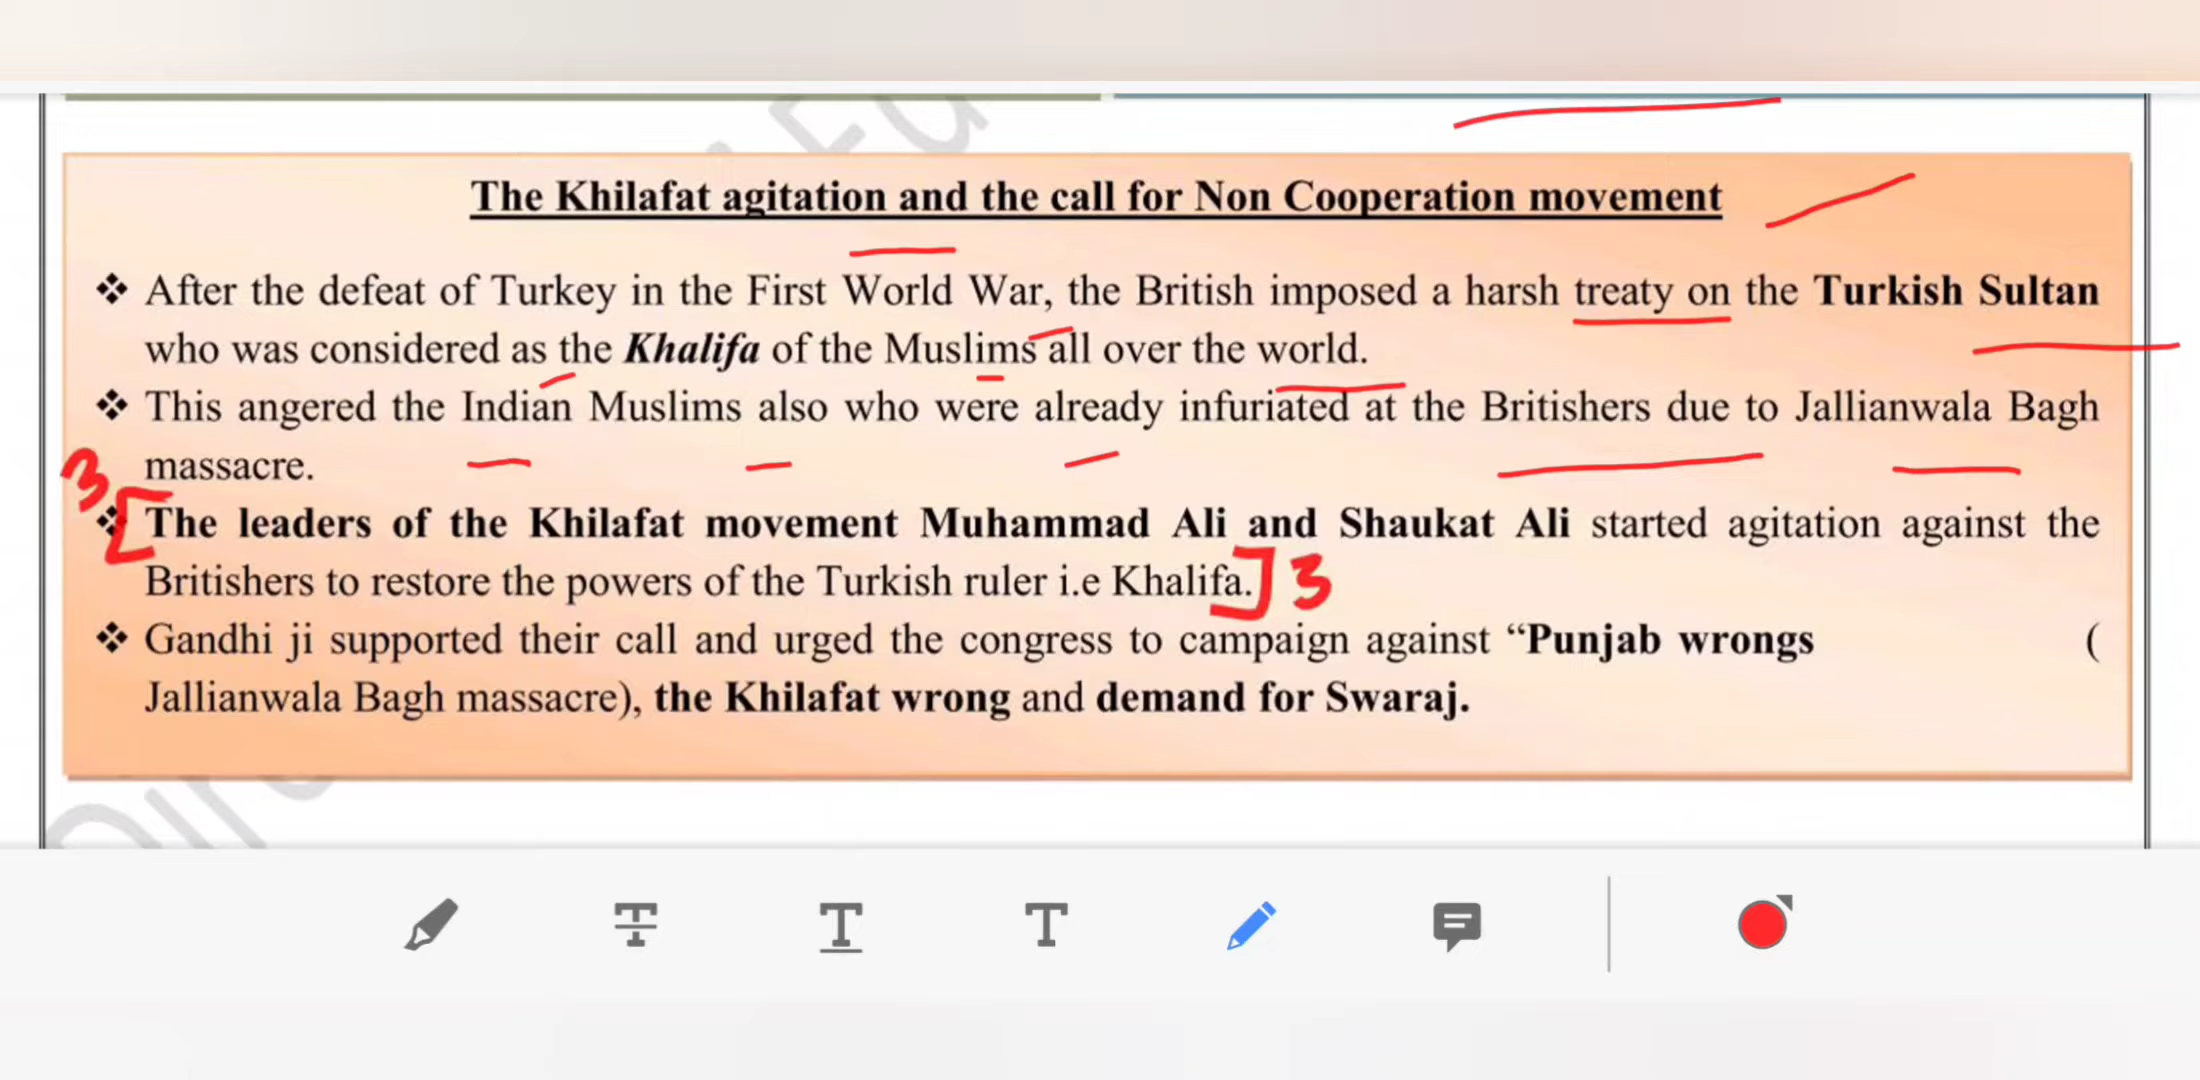 The Khilafat agitation and the call for Non Cooperation movement
❖ After the defeat of Turkey in the First World War, the British imposed a harsh treaty on the Turkish Sultan
who was considered as the Khalifa of the Muslims all over the world.
❖ This angered the Indian Muslims also who were already infuriated at the Britishers due to Jallianwala Bagh
massacre.
3
❖ [The leaders of the Khilafat movement Muhammad Ali and Shaukat Ali started agitation against the
Britishers to restore the powers of the Turkish ruler i.e Khalifa.] 3
❖ Gandhi ji supported their call and urged the congress to campaign against “Punjab wrongs (
Jallianwala Bagh massacre), the Khilafat wrong and demand for Swaraj.